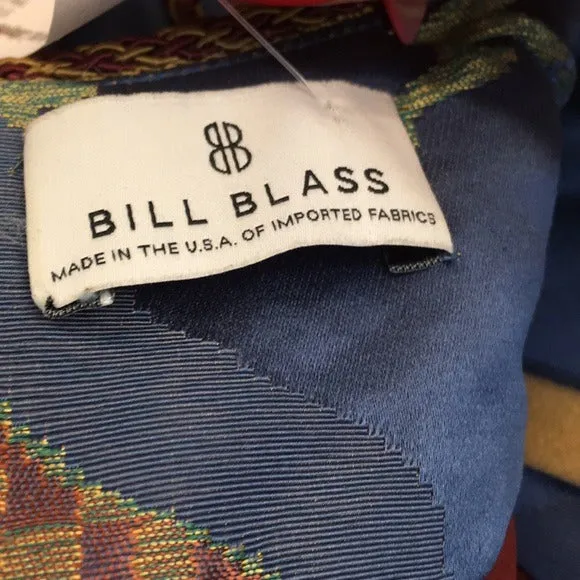 BB
BILL BLASS
MADE IN THE U.S.A. OF IMPORTED FABRICS